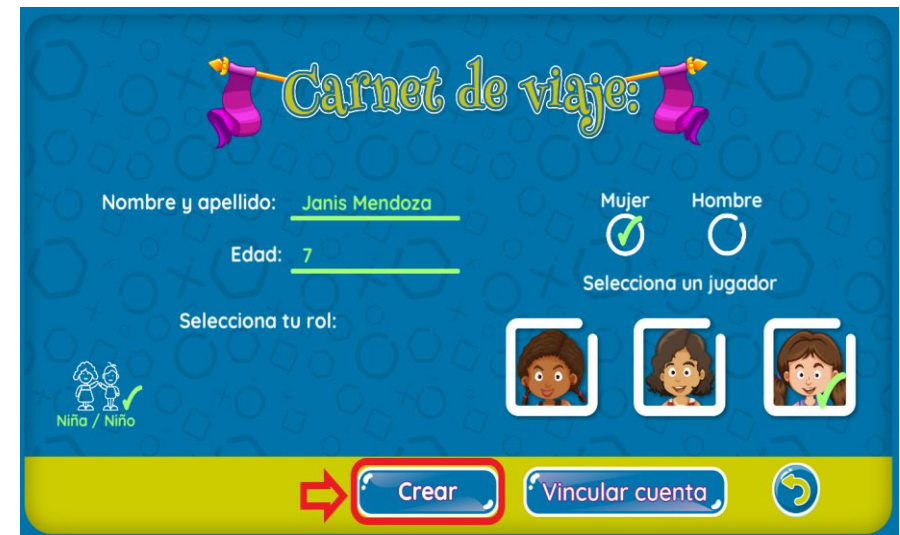 Carnet de viaje:
Nombre y apellido: Janis Mendoza
Edad: 7
Selecciona tu rol:
Niña / Niño
Mujer Hombre
Selecciona un jugador
Crear
Vincular cuenta